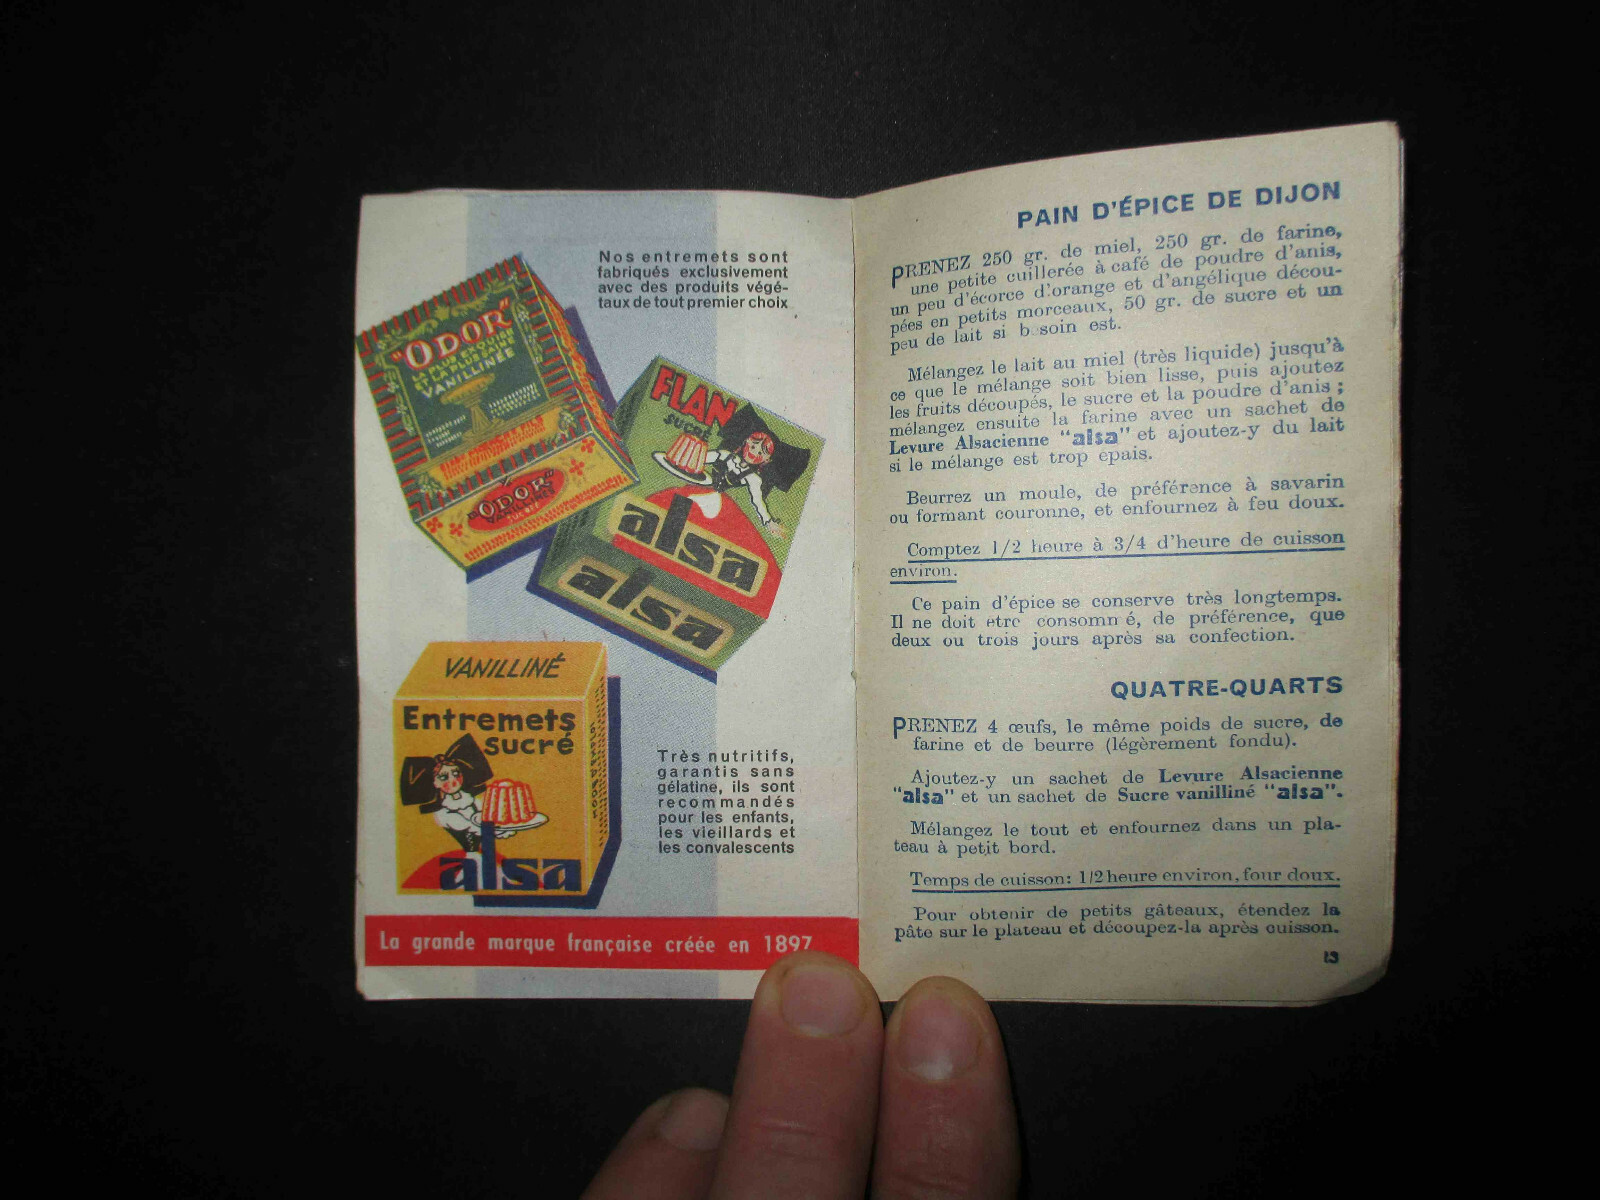 Nos entremets sont
fabriqués exclusivement
avec des produits végé-
taux de tout premier choix
"ODOR"
LA PLUS EXQUISE
ET LA PUISSANTE
VANILLINÉE
"ODOR"
VANILLINÉE
SUCRÉE
FLAN
SUCRÉ
alsa
alsa
VANILLINÉ
Entremets
sucré
MODE D'EMPLOI
alsa
Très nutritifs,
garantis sans
gélatine, ils sont
recommandés
pour les enfants,
les vieillards et
les convalescents
La grande marque française créée en 1897
PAIN D'ÉPICE DE DIJON
PRENEZ 250 gr. de miel, 250 gr. de farine,
une petite cuillerée à café de poudre d'anis,
un peu d'écorce d'orange et d'angélique décou-
pées en petits morceaux, 50 gr. de sucre et un
peu de lait si b soin est.
Mélangez le lait au miel (très liquide) jusqu'à
ce que le mélange soit bien lisse, puis ajoutez
les fruits découpés, le sucre et la poudre d'anis ;
mélangez ensuite la farine avec un sachet de
Levure Alsacienne "alsa" et ajoutez-y du lait
si le mélange est trop épais.
Beurrez un moule, de préférence à savarin
ou formant couronne, et enfournez à feu doux.
Comptez 1/2 heure à 3/4 d'heure de cuisson
environ.
Ce pain d'épice se conserve très longtemps.
Il ne doit être consomn é, de préférence, que
deux ou trois jours après sa confection.
QUATRE-QUARTS
PRENEZ 4 œufs, le même poids de sucre, de
farine et de beurre (légèrement fondu).
Ajoutez-y un sachet de Levure Alsacienne
"alsa" et un sachet de Sucre vanilliné "alsa".
Mélangez le tout et enfournez dans un pla-
teau à petit bord.
Temps de cuisson: 1/2 heure environ, four doux.
Pour obtenir de petits gâteaux, étendez la
pâte sur le plateau et découpez-la après cuisson.
13